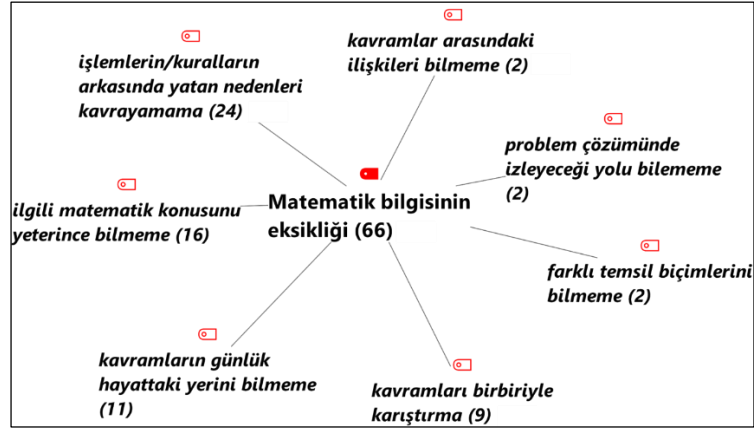 işlemlerin/kuralların
arkasında yatan nedenleri
kavrayamama (24)
kavramlar arasındaki
ilişkileri bilmeme (2)
problem çözümünde
izleyeceği yolu bilememe
(2)
Matematik bilgisinin
eksikliği (66)
ilgili matematik konusunu
yeterince bilmeme (16)
farklı temsil biçimlerini
bilmeme (2)
kavramların günlük
hayattaki yerini bilmeme
(11)
kavramları birbiriyle
karıştırma (9)